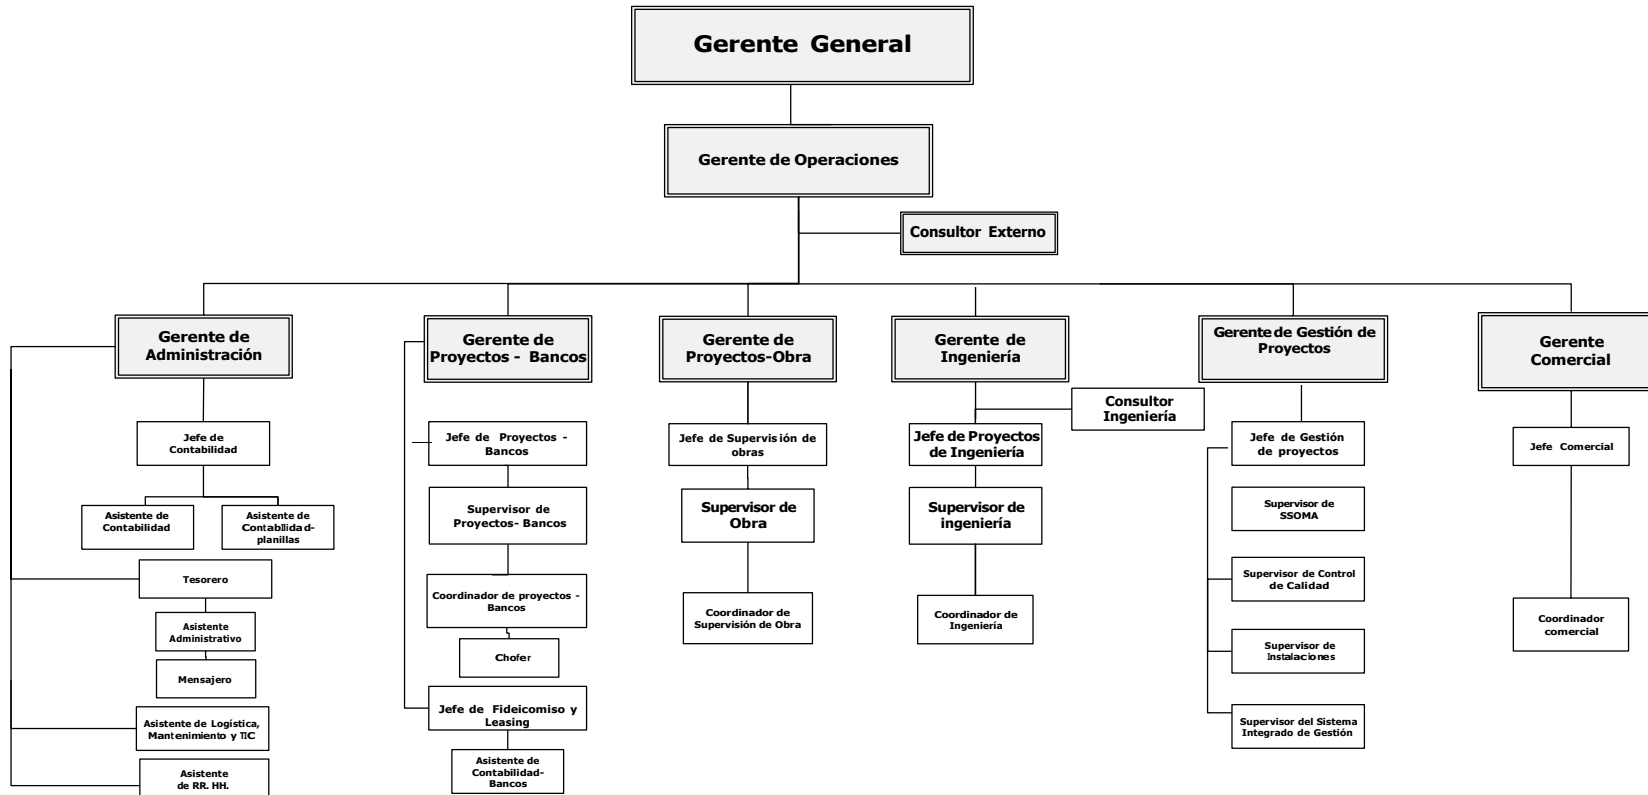 Gerente General
Gerente de Operaciones
Consultor Externo
Gerente de
Administración
Gerente de
Proyectos - Bancos
Gerente de
Proyectos-Obra
Gerente de
Ingeniería
Gerente de Gestión de
Proyectos
Gerente
Comercial
Consultor
Ingeniería
Jefe de
Contabilidad
Jefe de Proyectos -
Bancos
Jefe de Supervisión de
obras
Jefe de Proyectos
de Ingeniería
Jefe de Gestión
de proyectos
Jefe Comercial
Asistente de
Contabilidad
Asistente de
Contabilidad-
planillas
Supervisor de
Proyectos- Bancos
Supervisor de
Obra
Supervisor de
ingeniería
Supervisor de
SSOMA
Tesorero
Coordinador de proyectos -
Bancos
Coordinador de
Supervisión de Obra
Coordinador de
Ingeniería
Supervisor de Control
de Calidad
Coordinador
comercial
Asistente
Administrativo
Mensajero
Chofer
Supervisor de
Instalaciones
Asistente de Logística,
Mantenimiento y TIC
Jefe de Fideicomiso y
Leasing
Supervisor del Sistema
Integrado de Gestión
Asistente
de RR. HH.
Asistente de
Contabilidad-
Bancos